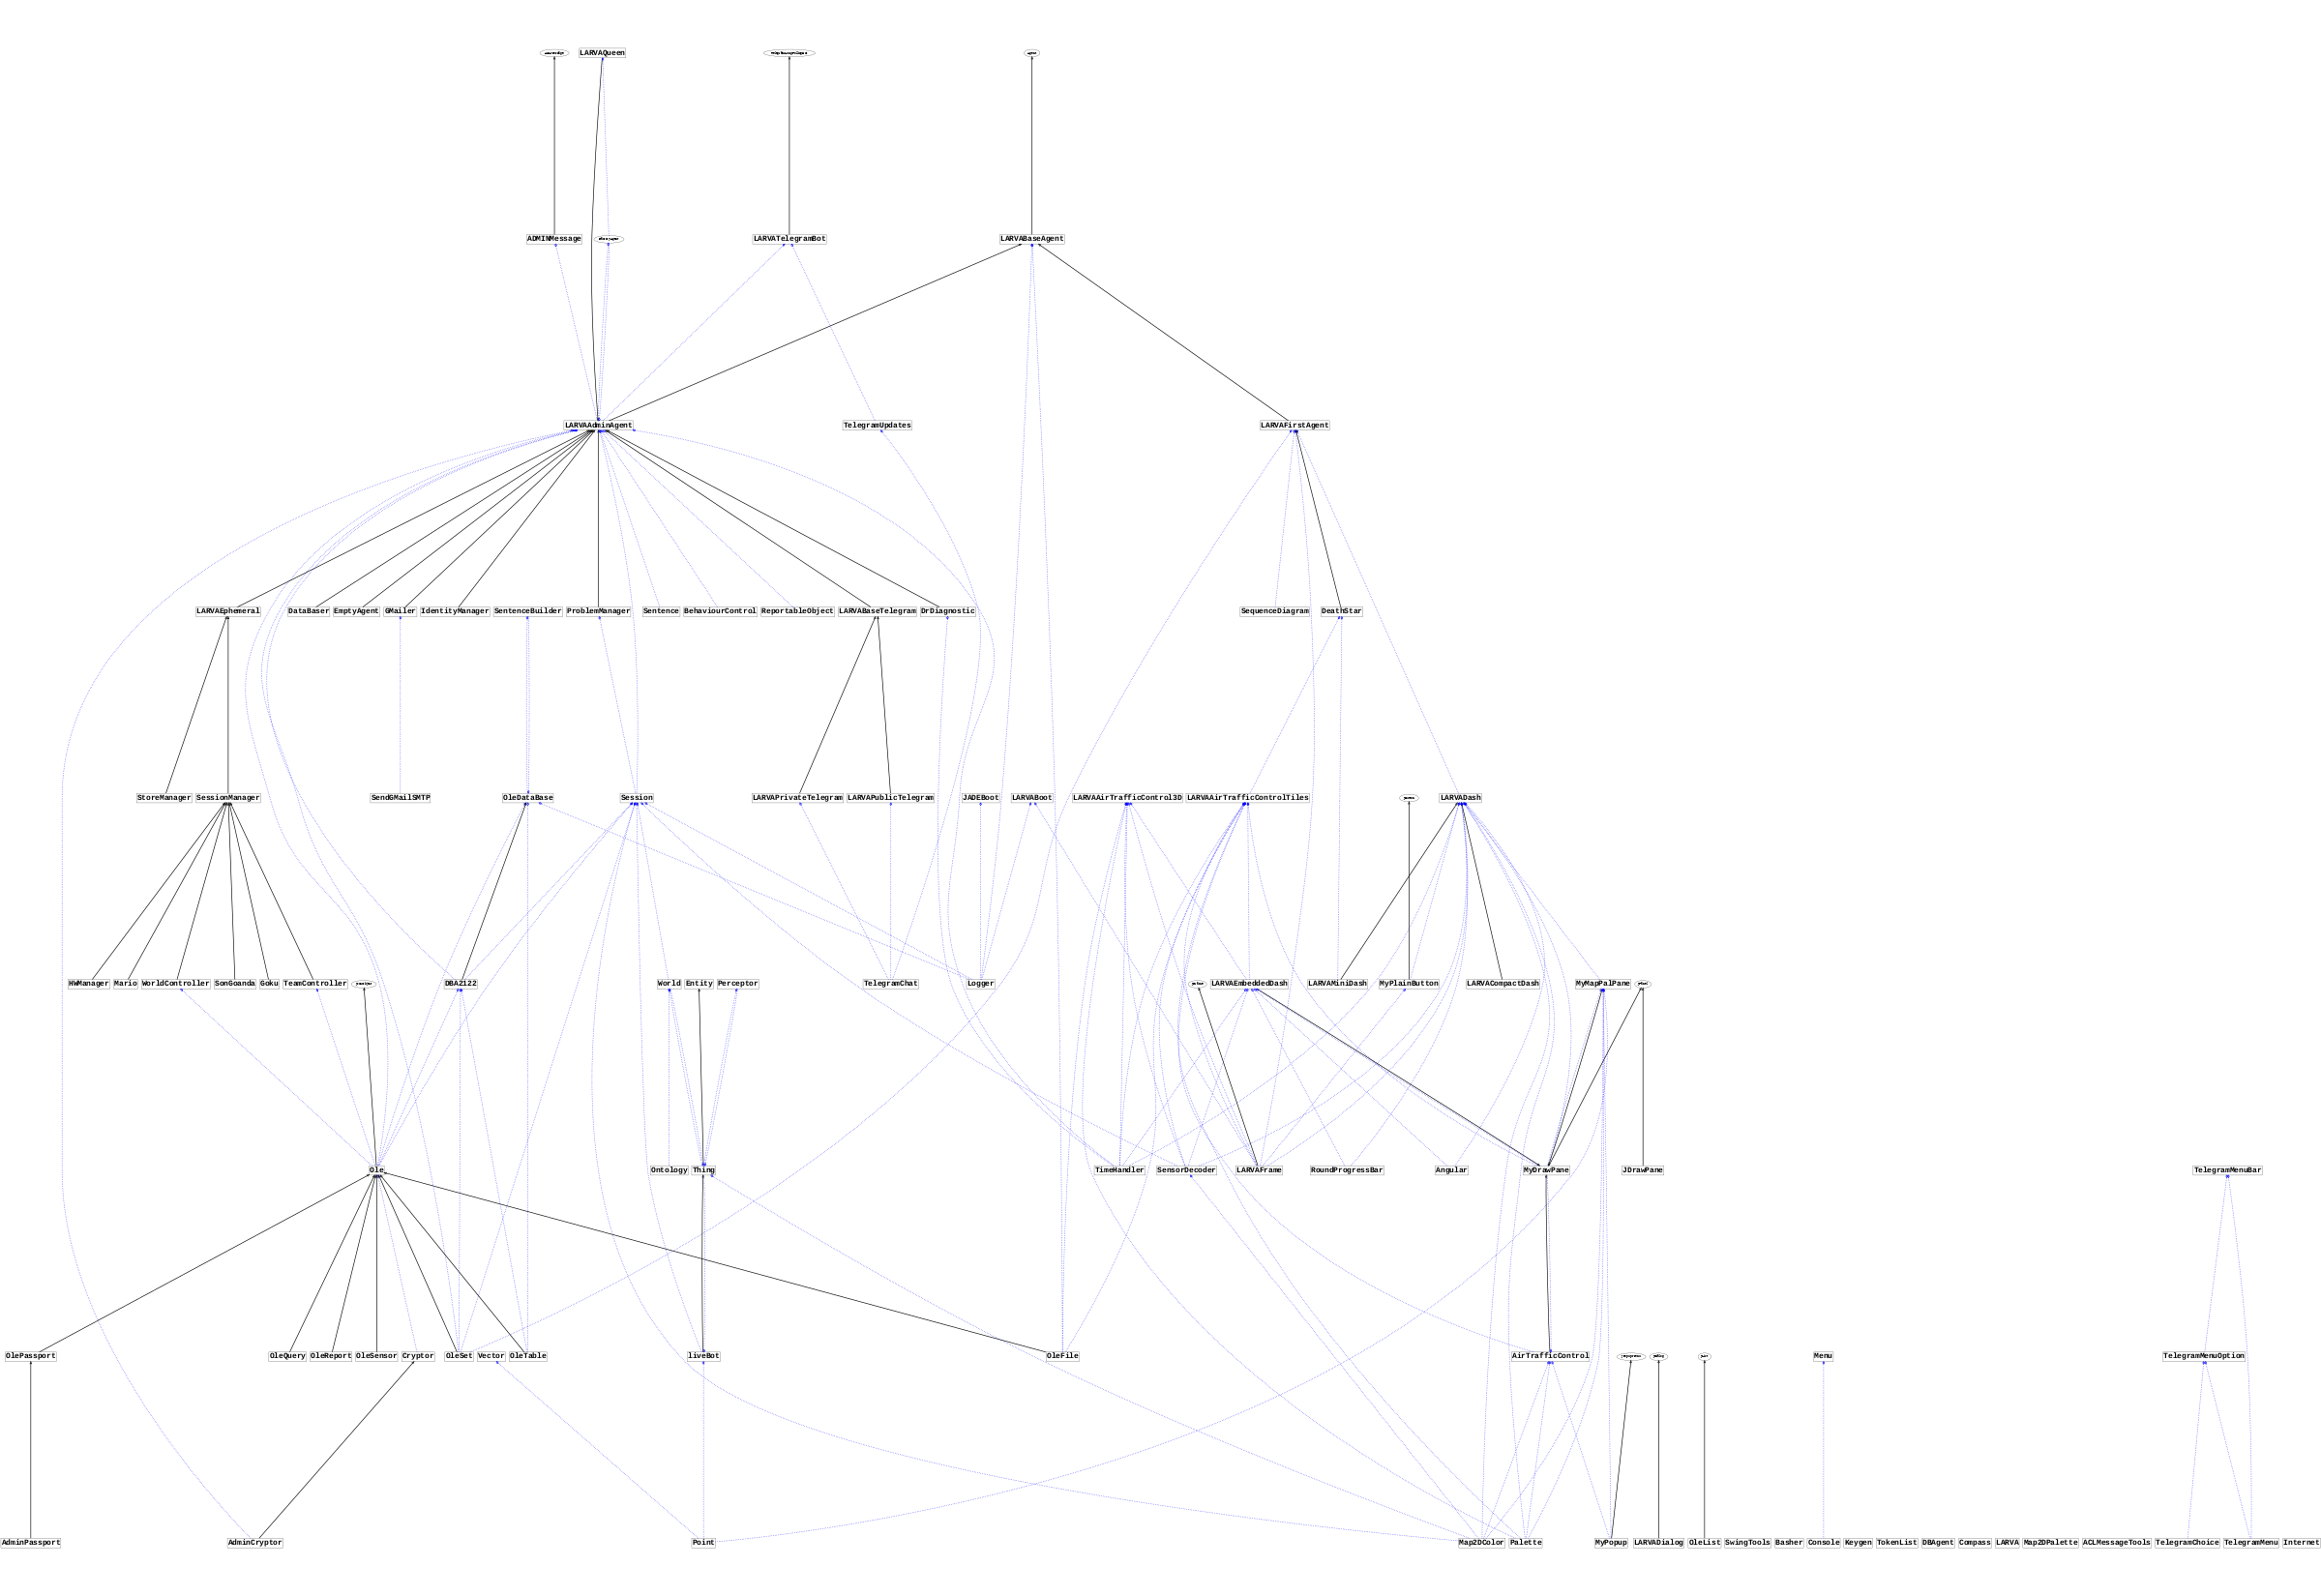 LARVAQueen
ADMINMessage
LARVATelegramBot
LARVABaseAgent
LARVAAdminAgent
TelegramUpdates
LARVAFirstAgent
LARVAEphemeral
DataBaser
EmptyAgent
GMailer
IdentityManager
SentenceBuilder
ProblemManager
Sentence
BehaviourControl
ReportableObject
LARVABaseTelegram
DrDiagnostic
SequenceDiagram
DeathStar
StoreManager
SessionManager
SendGMailSMTP
OleDataBase
Session
LARVAPrivateTelegram
LARVAPublicTelegram
JADEBoot
LARVABoot
LARVAAirTrafficControl3D
LARVAAirTrafficControlTiles
LARVADash
HWManager
Mario
WorldController
SonGoanda
Goku
TeamController
DBA2122
World
Entity
Perceptor
TelegramChat
Logger
LARVAEmbeddedDash
LARVAMiniDash
MyPlainButton
LARVACompactDash
MyMapPalPane
Ole
Ontology
Thing
TimeHandler
SensorDecoder
LARVAFrame
RoundProgressBar
Angular
MyDrawPane
JDrawPane
TelegramMenuBar
OlePassport
OleQuery
OleReport
OleSensor
Cryptor
OleSet
Vector
OleTable
liveBot
OleFile
AirTrafficControl
Menu
TelegramMenuOption
AdminPassport
AdminCryptor
Point
Map2DColor
Palette
MyPopup
LARVADialog
OleList
SwingTools
Basher
Console
Keygen
TokenList
DBAgent
Compass
LARVA
Map2DPalette
ACLMessageTools
TelegramChoice
TelegramMenu
Internet